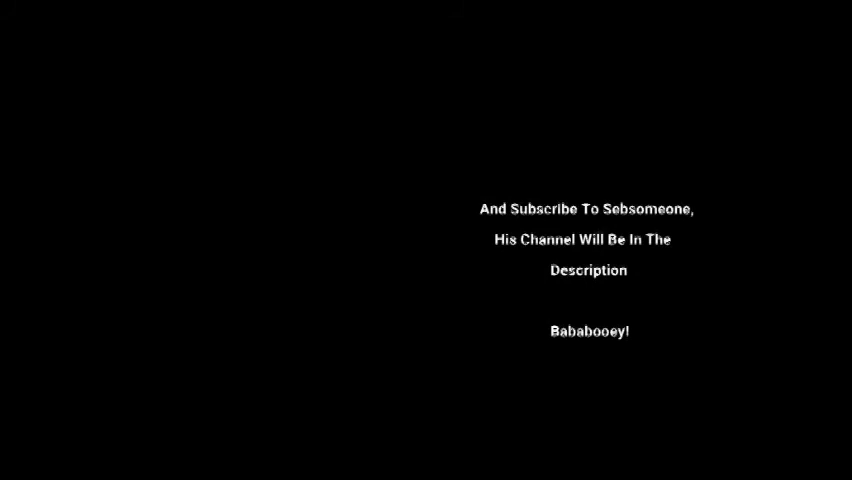 And Subscribe To Sebsomeone,
His Channel Will Be In The
Description
Bababooey!